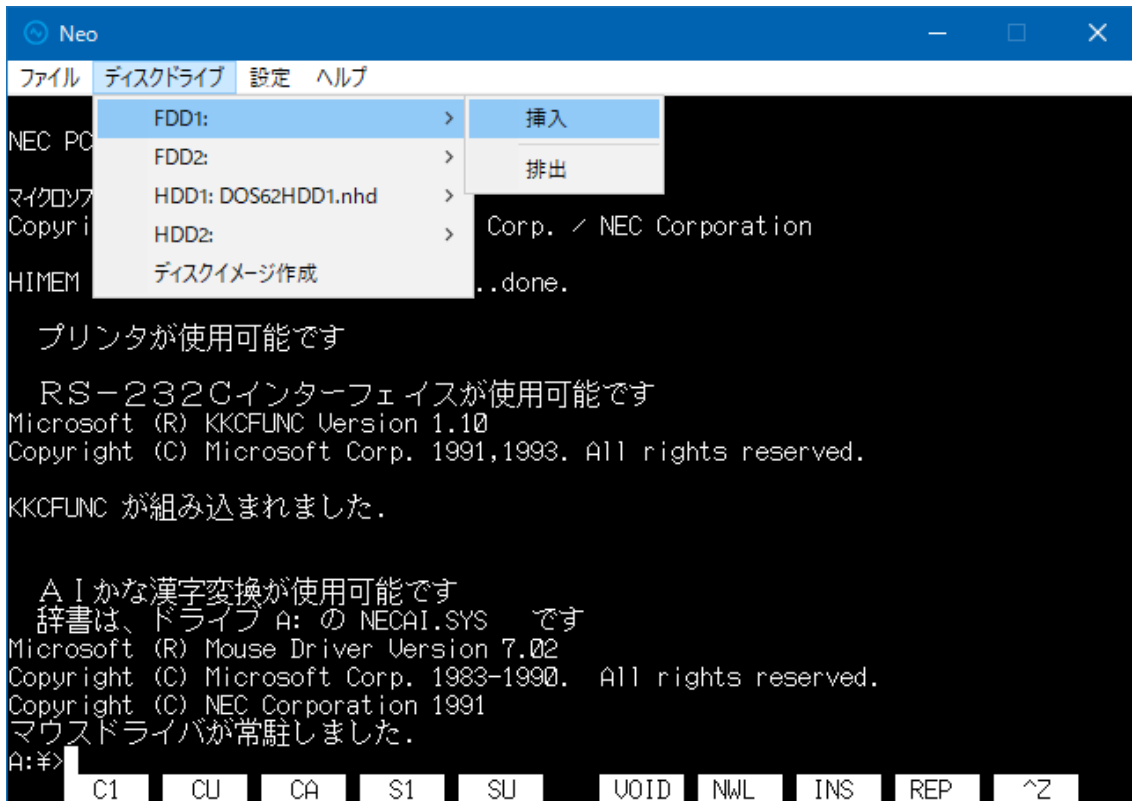 Neo
ファイル ディスクドライブ 設定 ヘルプ
FDD1: 挿入
FDD2: 排出
HDD1: DOS62HDD1.nhd
HDD2:
ディスクイメージ作成
NEC PC
マイクロソフ
Copyri Corp. / NEC Corporation
HIMEM ..done.
プリンタが使用可能です
RS-232Cインターフェイスが使用可能です
Microsoft (R) KKCFUNC Version 1.10
Copyright (C) Microsoft Corp. 1991,1993. All rights reserved.
KKCFUNC が組み込まれました.
AIかな漢字変換が使用可能です
辞書は、ドライブ A: の NECAI.SYS です
Microsoft (R) Mouse Driver Version 7.02
Copyright (C) Microsoft Corp. 1983-1990. All rights reserved.
Copyright (C) NEC Corporation 1991
マウスドライバが常駐しました.
A:¥>
C1 CU CA S1 SU VOID NWL INS REP ^Z